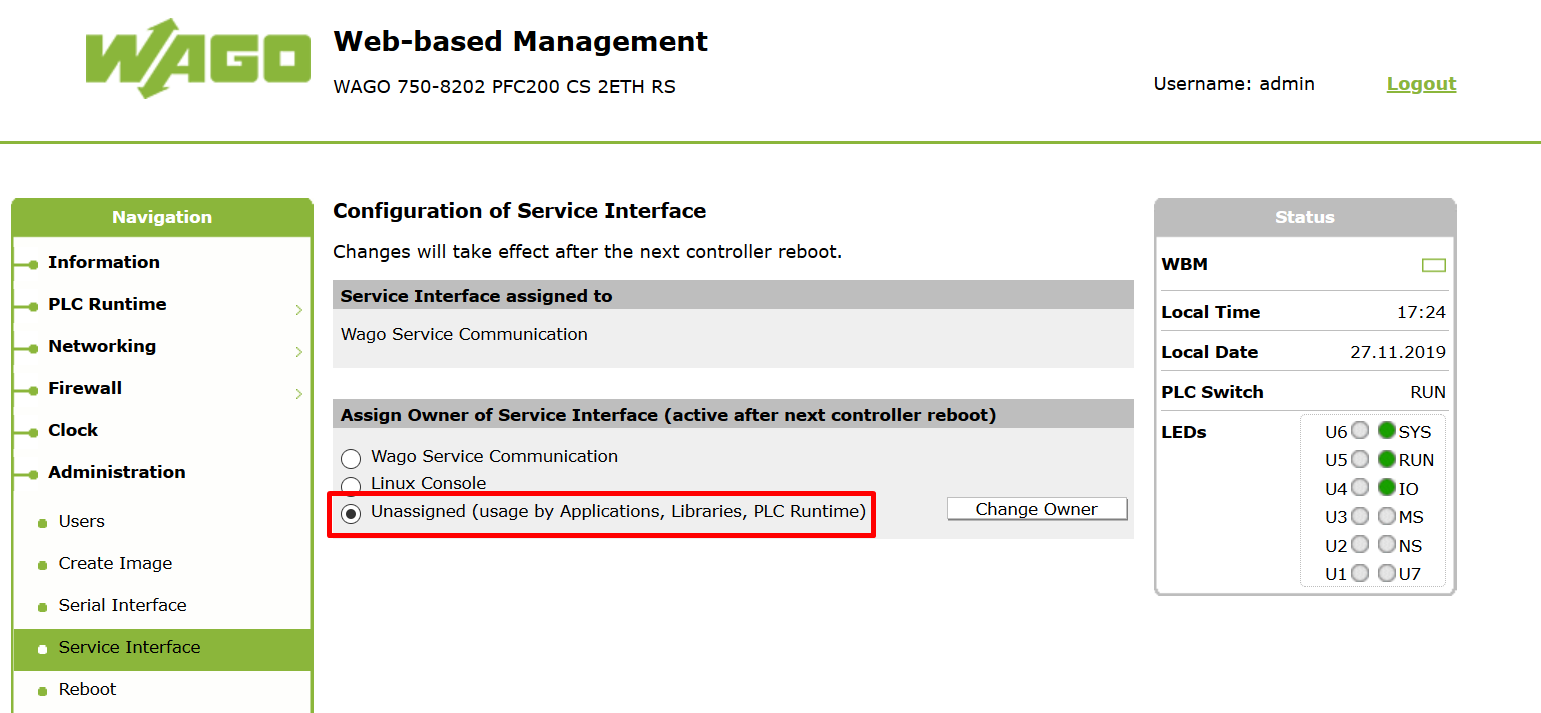 WAGO
Web-based Management
WAGO 750-8202 PFC200 CS 2ETH RS
Username: admin
Logout
Navigation
Information
PLC Runtime
Networking
Firewall
Clock
Administration
Users
Create Image
Serial Interface
Service Interface
Reboot
Configuration of Service Interface
Changes will take effect after the next controller reboot.
Service Interface assigned to
Wago Service Communication
Assign Owner of Service Interface (active after next controller reboot)
Wago Service Communication
Linux Console
Unassigned (usage by Applications, Libraries, PLC Runtime)
Change Owner
Status
WBM
Local Time 17:24
Local Date 27.11.2019
PLC Switch RUN
LEDs
U6 SYS
U5 RUN
U4 IO
U3 MS
U2 NS
U1 U7